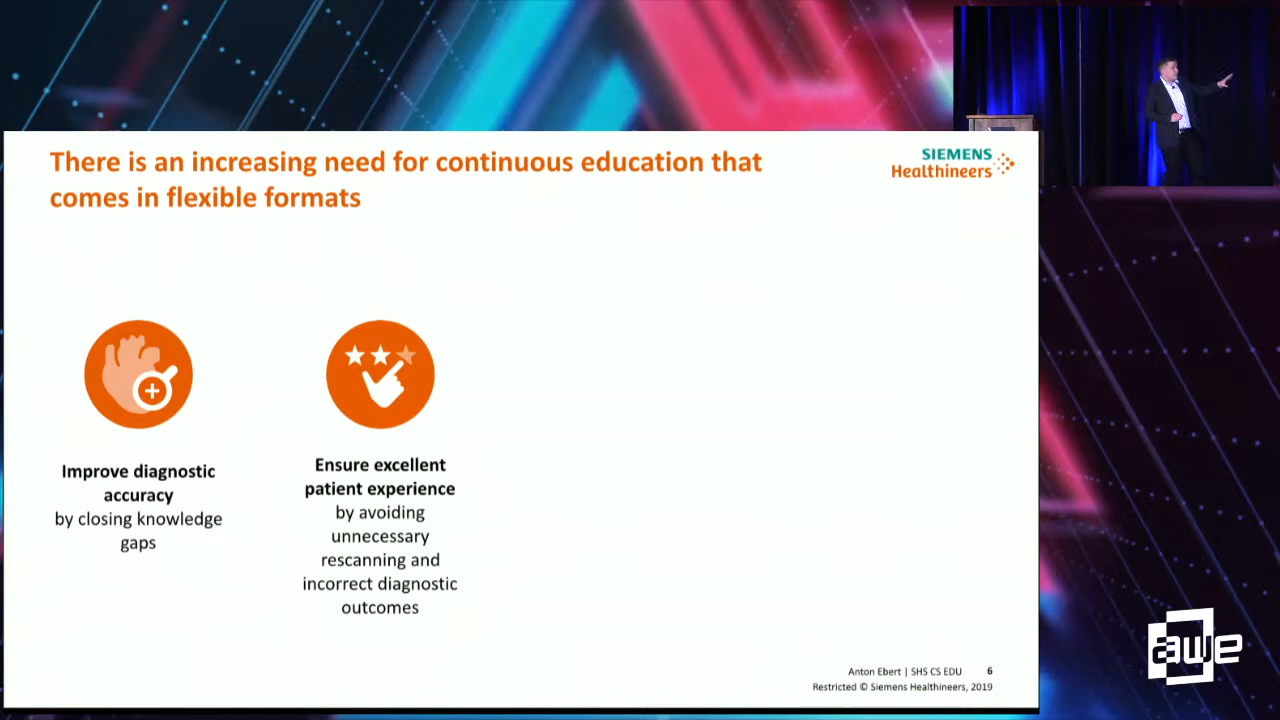 There is an increasing need for continuous education that
comes in flexible formats
SIEMENS
Healthineers
Improve diagnostic
accuracy
by closing knowledge
gaps
Ensure excellent
patient experience
by avoiding
unnecessary
rescanning and
incorrect diagnostic
outcomes
Anton Ebert | SHS CS EDU 6
Restricted © Siemens Healthineers, 2019
awe